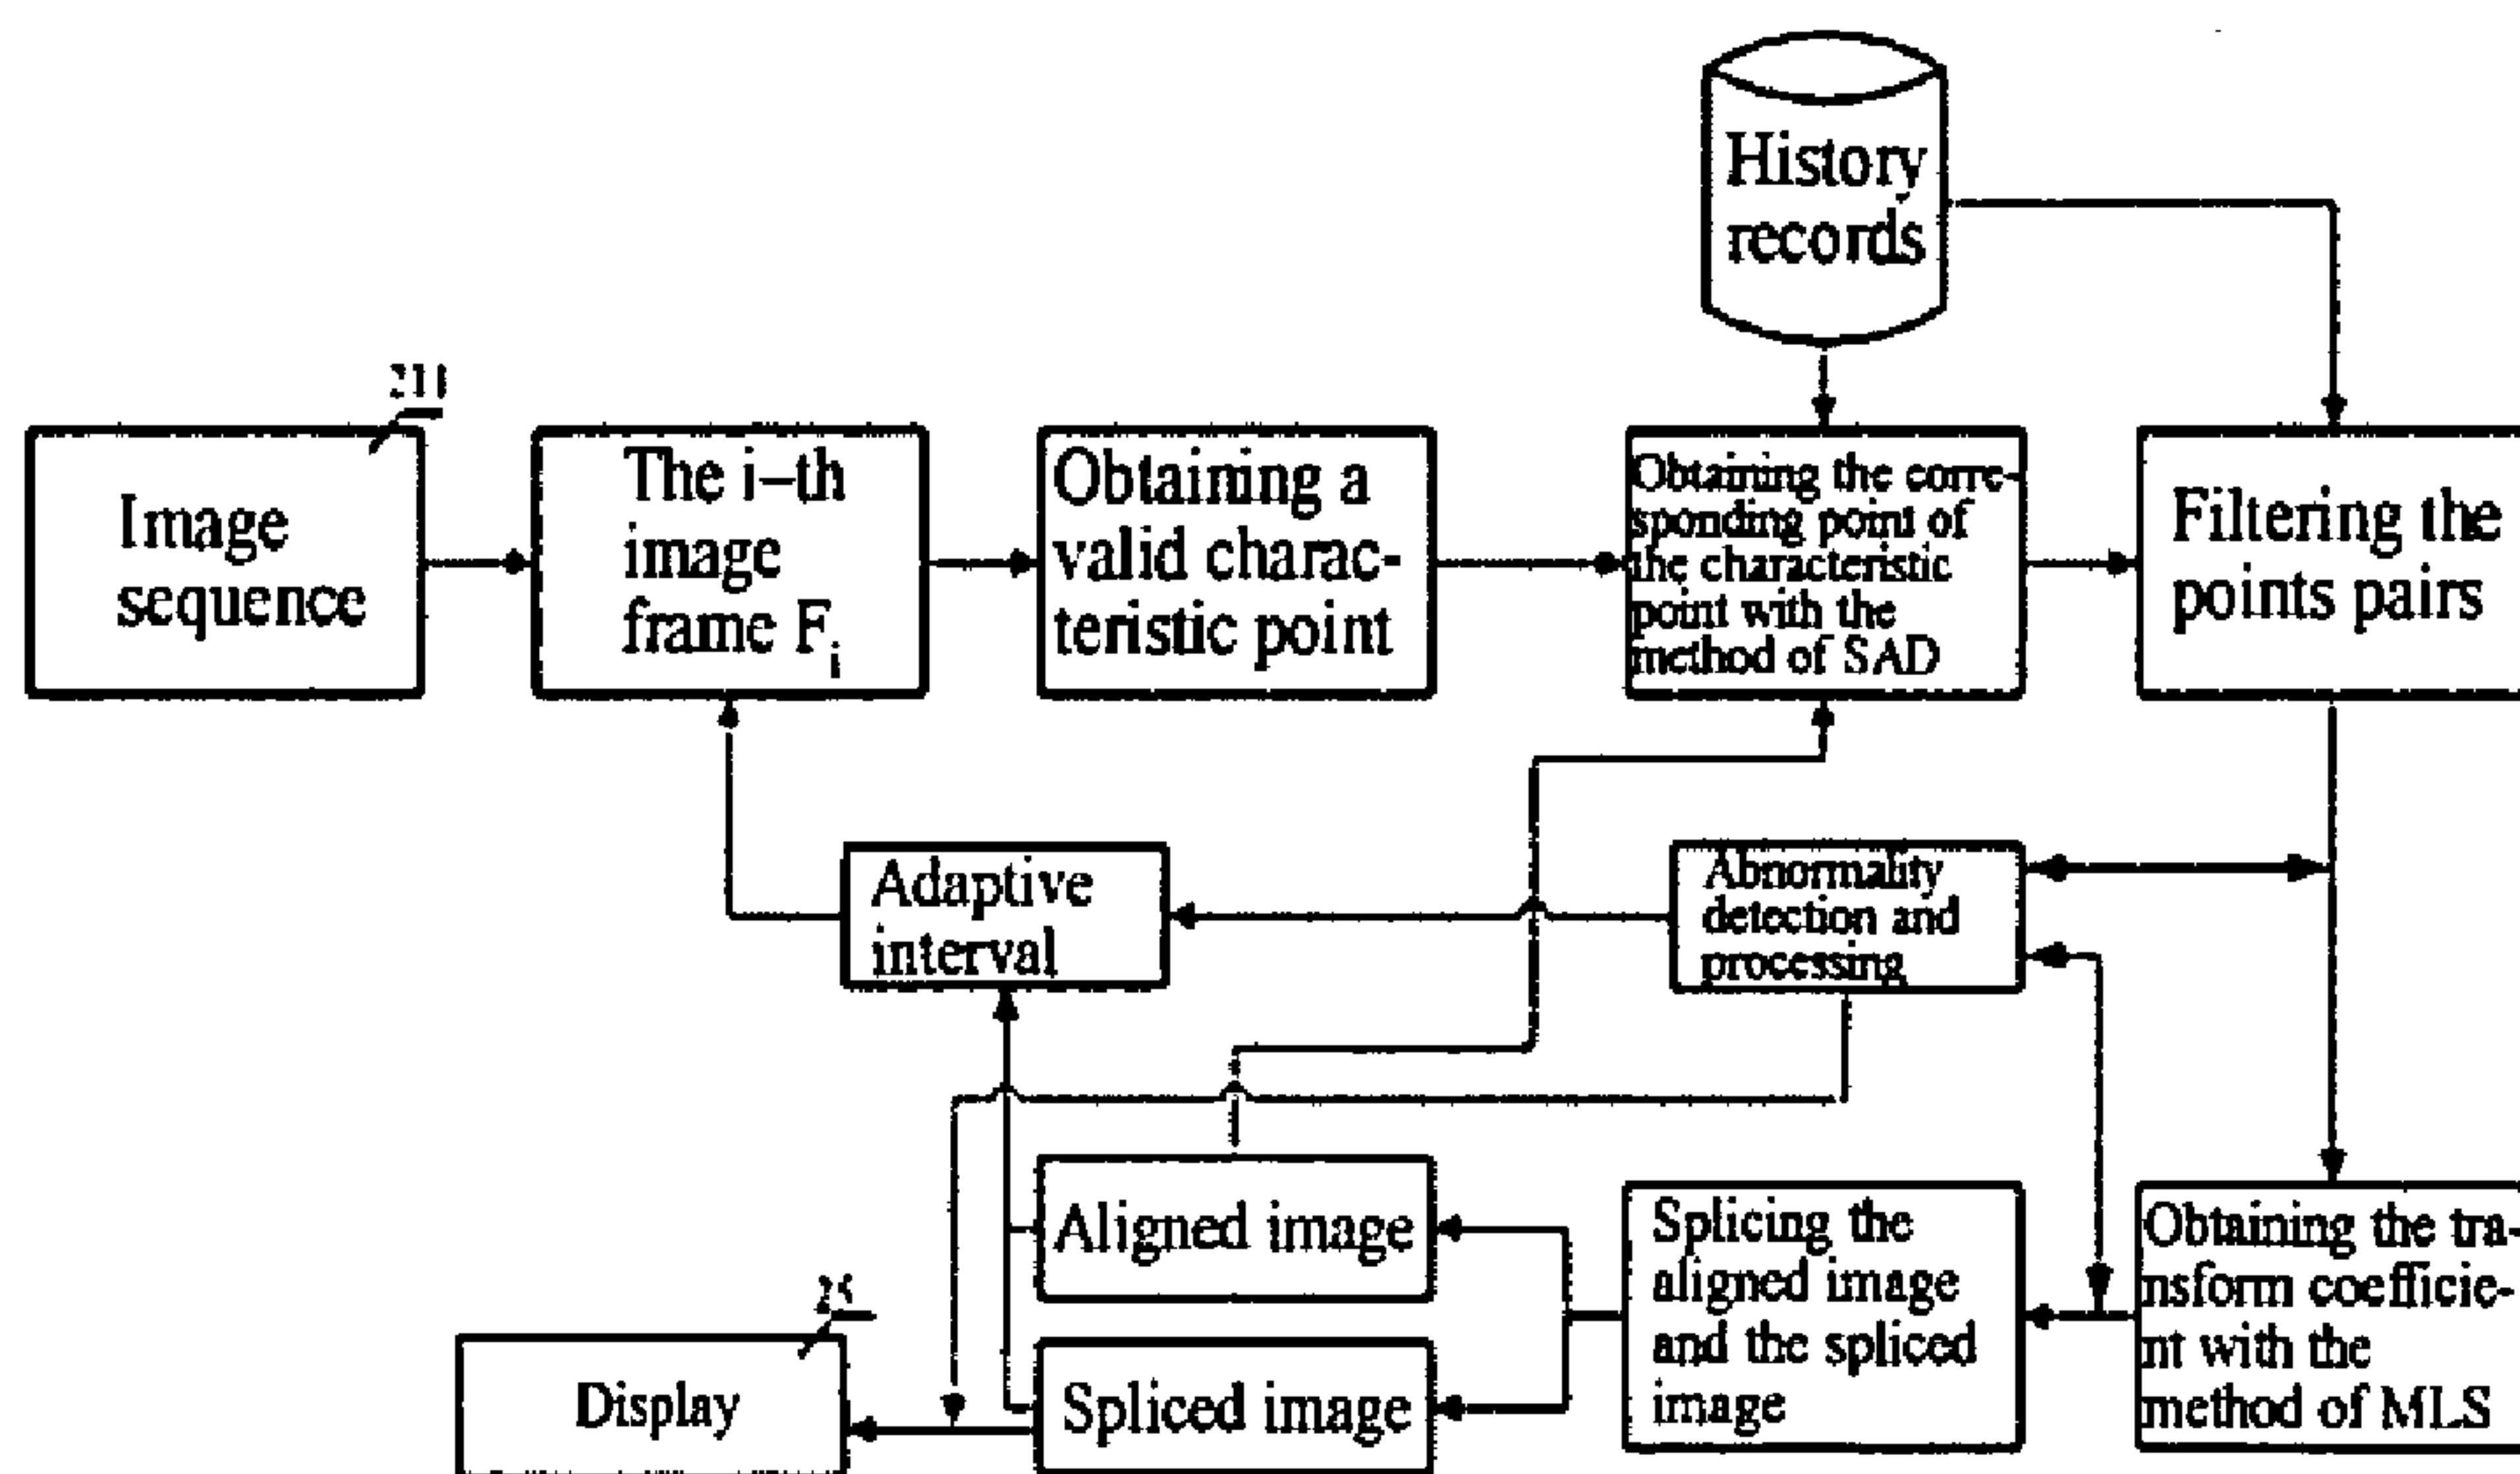 History
records
211
Image
sequence
The i-th
image
frame Fi
Obtaining a
valid charac-
teristic point
Obtaining the corre-
sponding point of
the characteristic
point with the
method of SAD
Filtering the
points pairs
Adaptive
interval
Abnormality
detection and
processing
Aligned image
Splicing the
aligned image
and the spliced
image
Obtaining the tra-
nsform coefficie-
nt with the
method of MLS
25
Display
Spliced image